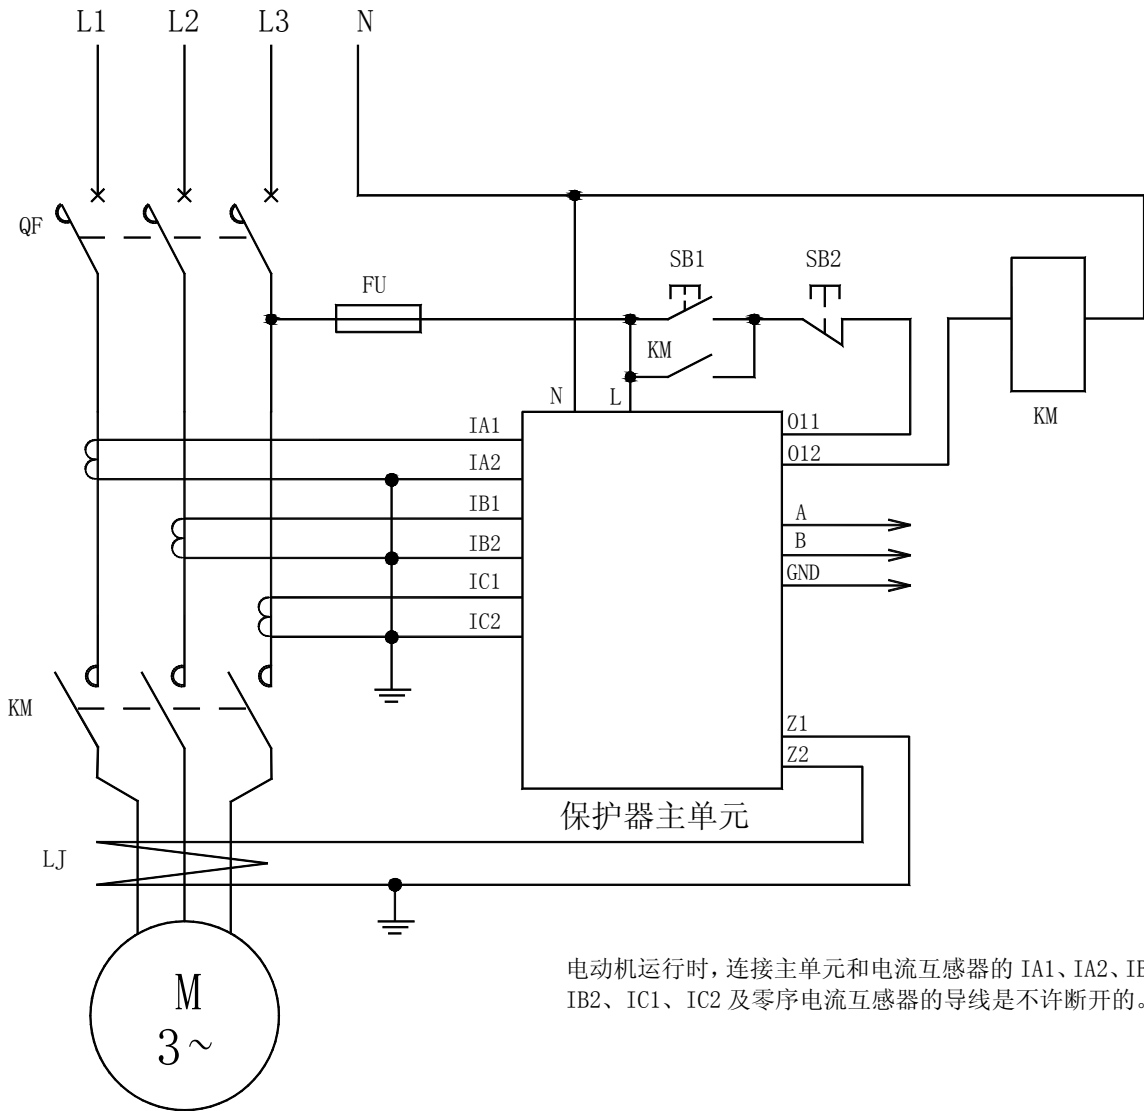 L1 L2 L3 N
QF
SB1 SB2
FU
KM
N L
KM
IA1
O11
IA2
O12
IB1
A
IB2
B
IC1
GND
IC2
KM
Z1
Z2
保护器主单元
LJ
电动机运行时,连接主单元和电流互感器的 IA1、IA2、IB
IB2、IC1、IC2 及零序电流互感器的导线是不许断开的。
M
3~